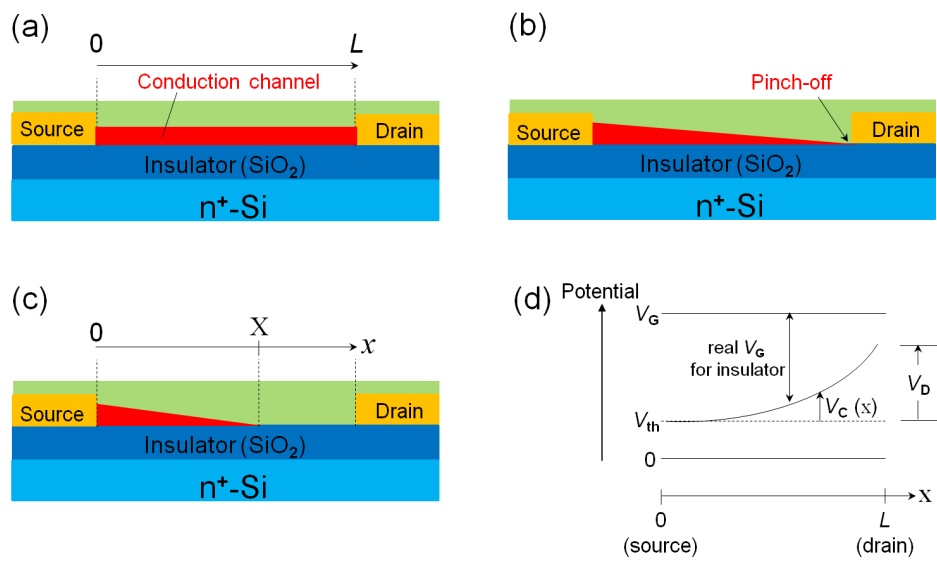 (a)
0
L
Conduction channel
Source
Drain
Insulator (SiO2)
n+-Si
(b)
Pinch-off
Source
Drain
Insulator (SiO2)
n+-Si
(c)
0
X
x
Source
Drain
Insulator (SiO2)
n+-Si
(d)
Potential
VG
real VG
for insulator
VD
VC (x)
Vth
0
x
0
L
(source)
(drain)